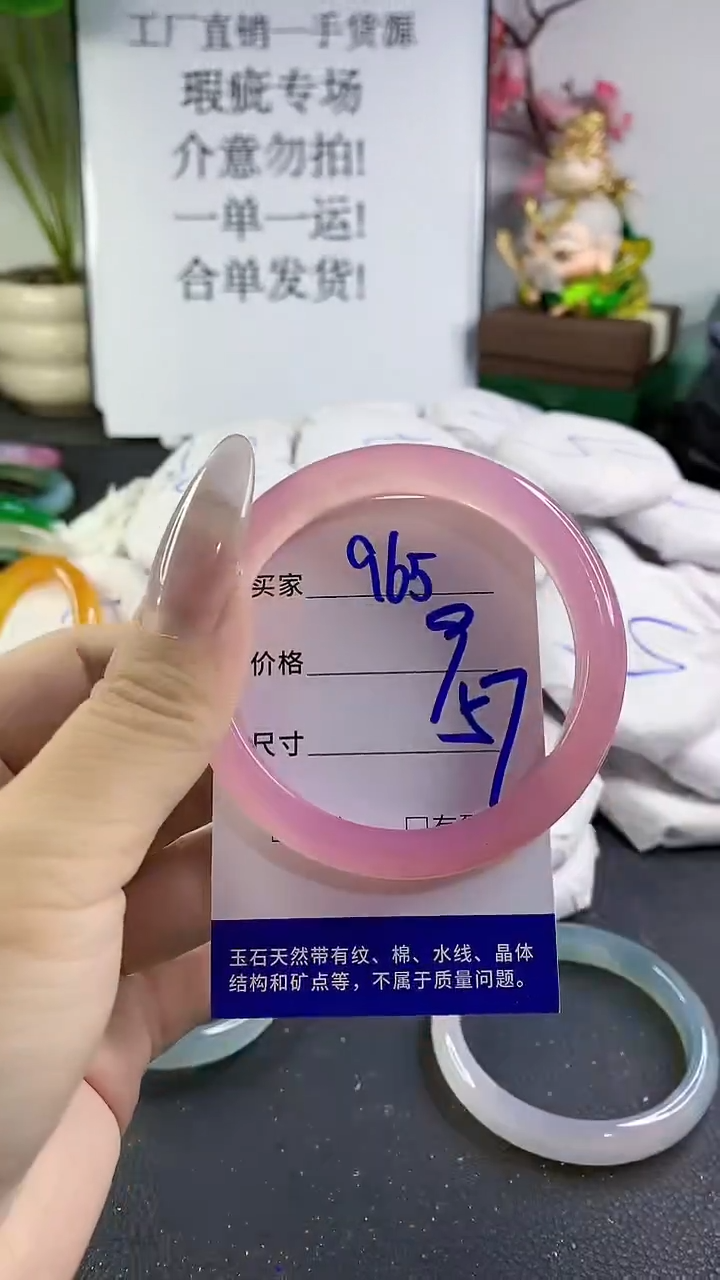 工厂直销一手货源
瑕疵专场
介意勿拍!
一单一运!
合单发货!
买家 965
价格 9
尺寸 57
玉石天然带有纹、棉、水线、晶体
结构和矿点等，不属于质量问题。